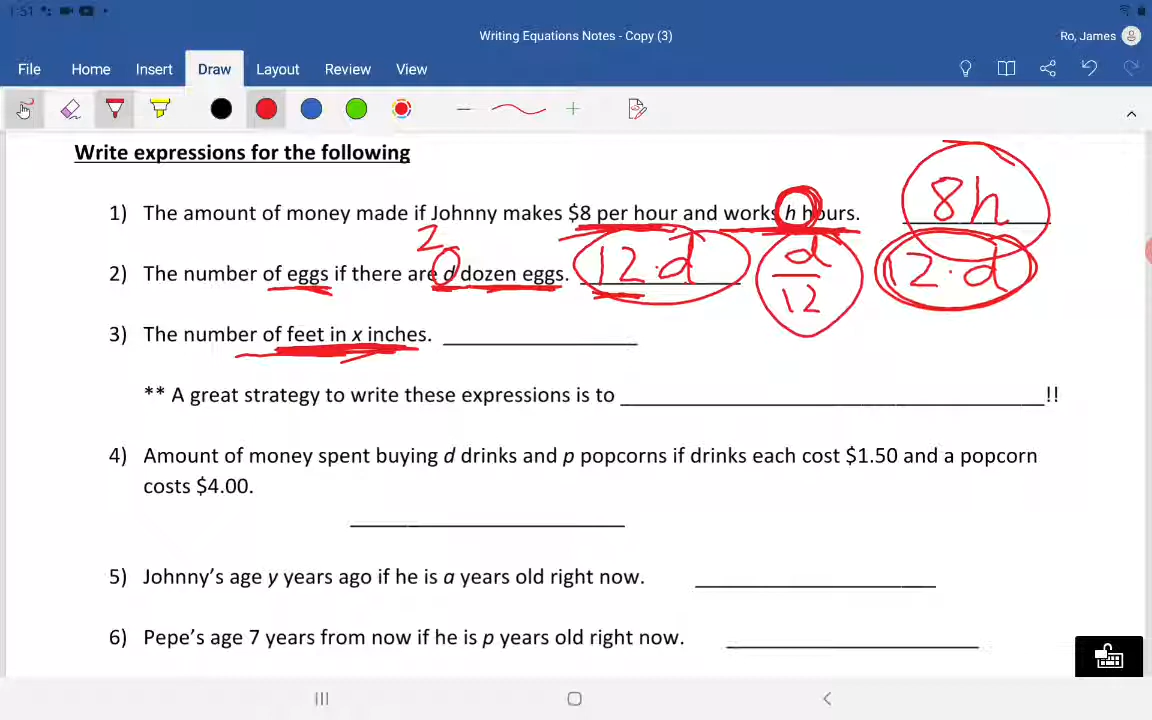 1:51
Writing Equations Notes - Copy (3)
Ro, James
File Home Insert Draw Layout Review View
Write expressions for the following
1) The amount of money made if Johnny makes $8 per hour and works h hours. 8h
2
2) The number of eggs if there are d dozen eggs. 12·d d/12 12·d
3) The number of feet in x inches.
** A great strategy to write these expressions is to !!
4) Amount of money spent buying d drinks and p popcorns if drinks each cost $1.50 and a popcorn
costs $4.00.
5) Johnny's age y years ago if he is a years old right now.
6) Pepe's age 7 years from now if he is p years old right now.